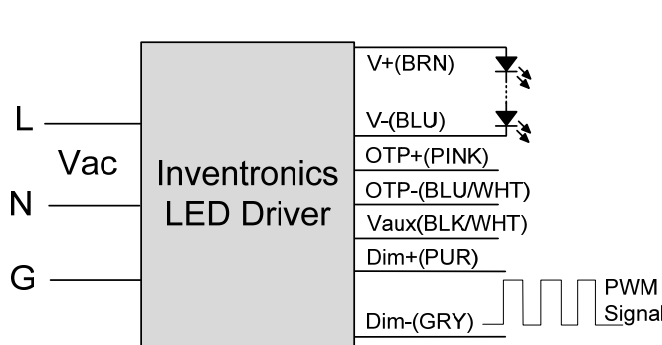 V+(BRN)
V-(BLU)
L
Vac
Inventronics
LED Driver
OTP+(PINK)
N
OTP-(BLU/WHT)
Vaux(BLK/WHT)
Dim+(PUR)
G
PWM
Signal
Dim-(GRY)